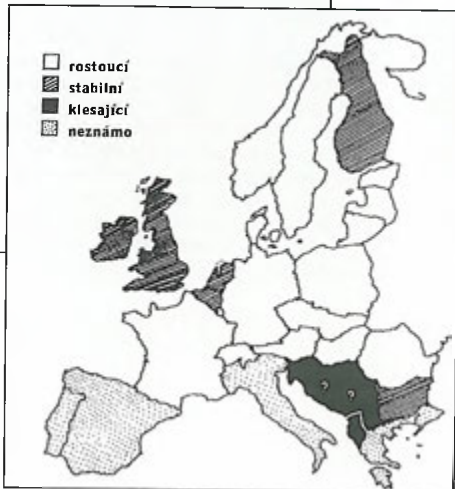 rostoucí
stabilní
klesající
neznámo
? ?